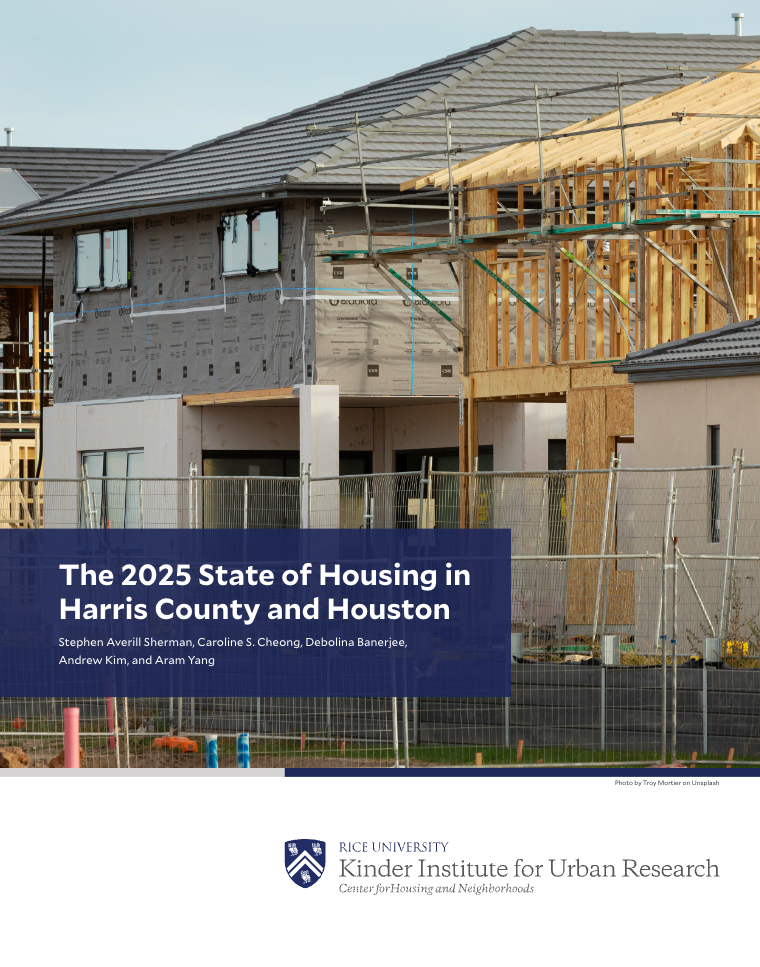 Bradford
The 2025 State of Housing in
Harris County and Houston
Stephen Averill Sherman, Caroline S. Cheong, Debolina Banerjee,
Andrew Kim, and Aram Yang
Photo by Troy Mortier on Unsplash
RICE UNIVERSITY
Kinder Institute for Urban Research
Center for Housing and Neighborhoods